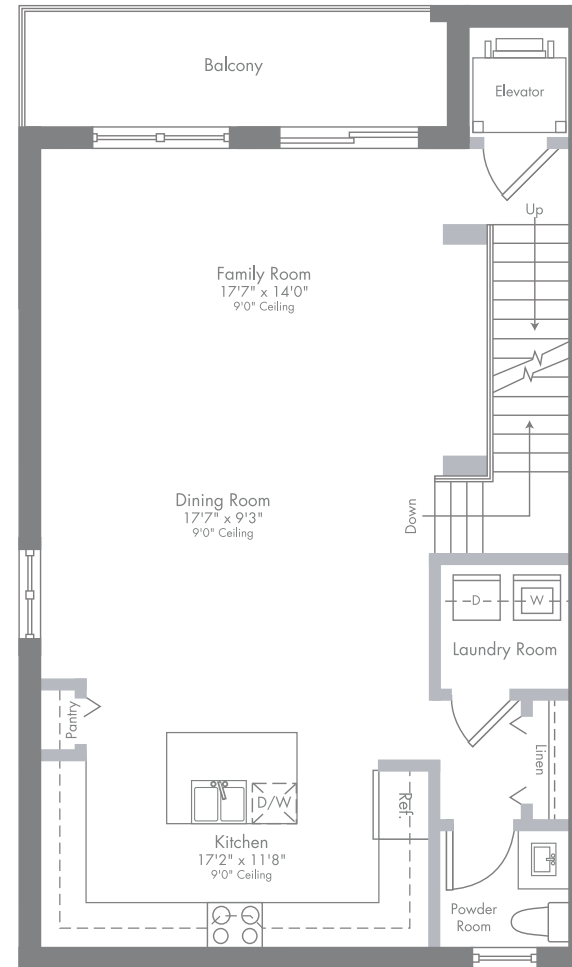 Balcony
Elevator
Up
Family Room
17'7" x 14'0"
9'0" Ceiling
Dining Room
17'7" x 9'3"
9'0" Ceiling
Down
D
W
Laundry Room
Pantry
Linen
D/W
Ref.
Kitchen
17'2" x 11'8"
9'0" Ceiling
Powder
Room